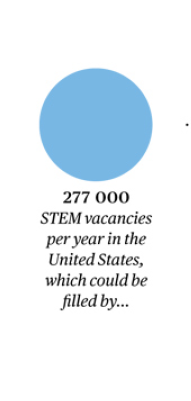 277 000
STEM vacancies
per year in the
United States,
which could be
filled by...